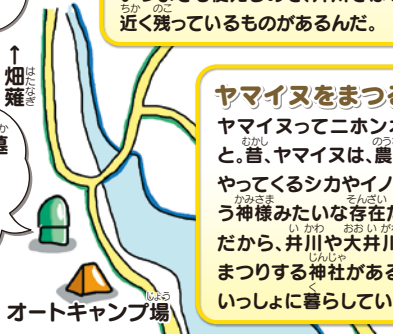 近く残っているものがあるんだ。
↑畑薙
墓
ヤマイヌをまつる
ヤマイヌってニホン
と。昔、ヤマイヌは、農
やってくるシカやイノ
う神様みたいな存在
だから、井川や大井
まつりする神社がある
いっしょに暮らしてい
オートキャンプ場